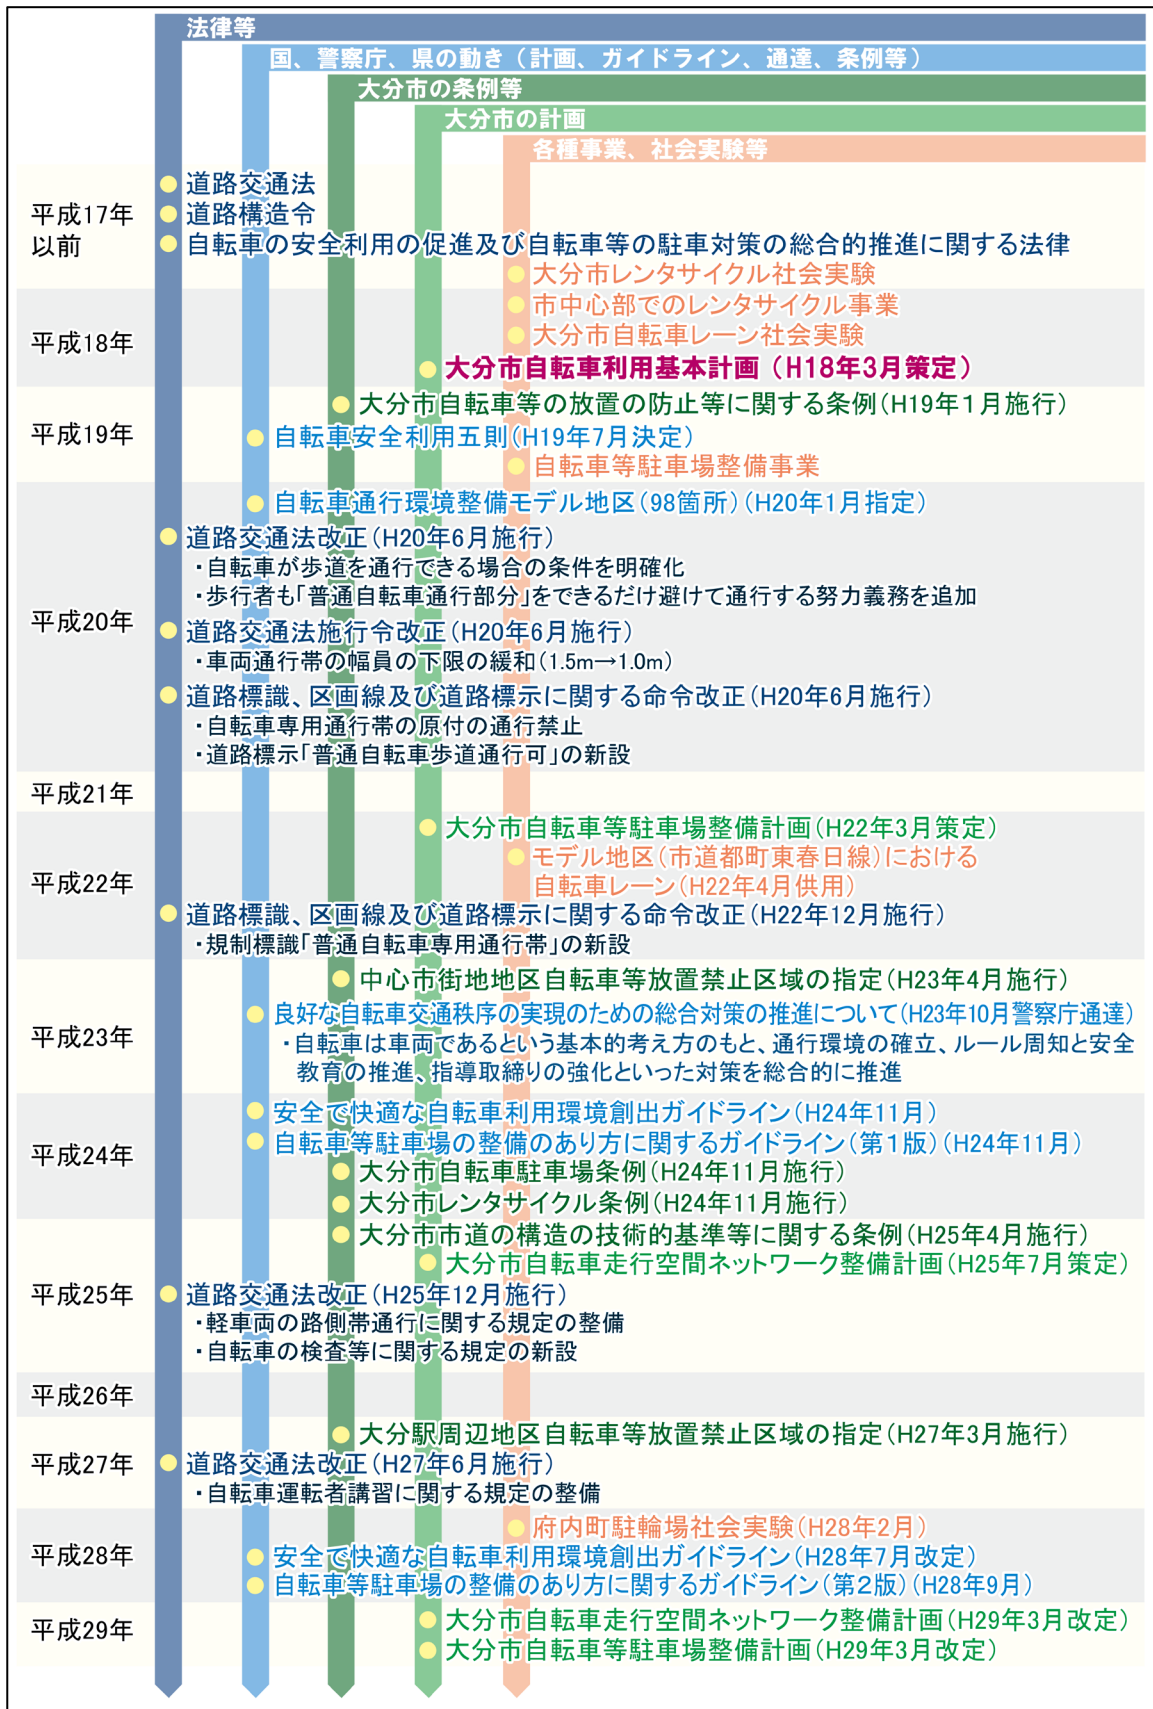 法律等
国、警察庁、県の動き（計画、ガイドライン、通達、条例等）
大分市の条例等
大分市の計画
各種事業、社会実験等
平成17年
以前
道路交通法
道路構造令
自転車の安全利用の促進及び自転車等の駐車対策の総合的推進に関する法律
大分市レンタサイクル社会実験
平成18年
市中心部でのレンタサイクル事業
大分市自転車レーン社会実験
大分市自転車利用基本計画（H18年3月策定）
平成19年
大分市自転車等の放置の防止等に関する条例（H19年１月施行）
自転車安全利用五則（H19年7月決定）
自転車等駐車場整備事業
平成20年
自転車通行環境整備モデル地区（98箇所）（H20年1月指定）
道路交通法改正（H20年6月施行）
・自転車が歩道を通行できる場合の条件を明確化
・歩行者も「普通自転車通行部分」をできるだけ避けて通行する努力義務を追加
道路交通法施行令改正（H20年6月施行）
・車両通行帯の幅員の下限の緩和（1.5m→1.0m）
道路標識、区画線及び道路標示に関する命令改正（H20年6月施行）
・自転車専用通行帯の原付の通行禁止
・道路標示「普通自転車歩道通行可」の新設
平成21年
平成22年
大分市自転車等駐車場整備計画（H22年3月策定）
モデル地区（市道都町東春日線）における
自転車レーン（H22年4月供用）
道路標識、区画線及び道路標示に関する命令改正（H22年12月施行）
・規制標識「普通自転車専用通行帯」の新設
平成23年
中心市街地地区自転車等放置禁止区域の指定（H23年4月施行）
良好な自転車交通秩序の実現のための総合対策の推進について（H23年10月警察庁通達）
・自転車は車両であるという基本的考え方のもと、通行環境の確立、ルール周知と安全
教育の推進、指導取締りの強化といった対策を総合的に推進
平成24年
安全で快適な自転車利用環境創出ガイドライン（H24年11月）
自転車等駐車場の整備のあり方に関するガイドライン（第１版）（H24年11月）
大分市自転車駐車場条例（H24年11月施行）
大分市レンタサイクル条例（H24年11月施行）
平成25年
大分市市道の構造の技術的基準等に関する条例（H25年4月施行）
大分市自転車走行空間ネットワーク整備計画（H25年7月策定）
道路交通法改正（H25年12月施行）
・軽車両の路側帯通行に関する規定の整備
・自転車の検査等に関する規定の新設
平成26年
平成27年
大分駅周辺地区自転車等放置禁止区域の指定（H27年3月施行）
道路交通法改正（H27年6月施行）
・自転車運転者講習に関する規定の整備
平成28年
府内町駐輪場社会実験（H28年2月）
安全で快適な自転車利用環境創出ガイドライン（H28年7月改定）
自転車等駐車場の整備のあり方に関するガイドライン（第２版）（H28年9月）
平成29年
大分市自転車走行空間ネットワーク整備計画（H29年3月改定）
大分市自転車等駐車場整備計画（H29年3月改定）